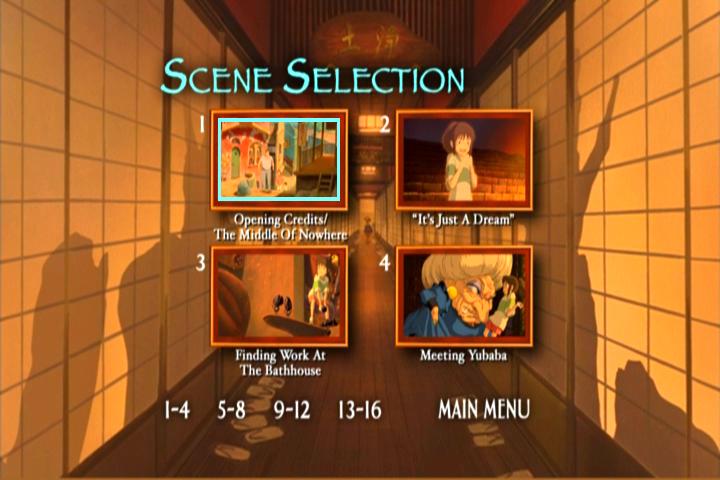 SCENE SELECTION
1
2
Opening Credits/
The Middle Of Nowhere
"It's Just A Dream"
3
4
Finding Work At
The Bathhouse
Meeting Yubaba
1-4 5-8 9-12 13-16 MAIN MENU